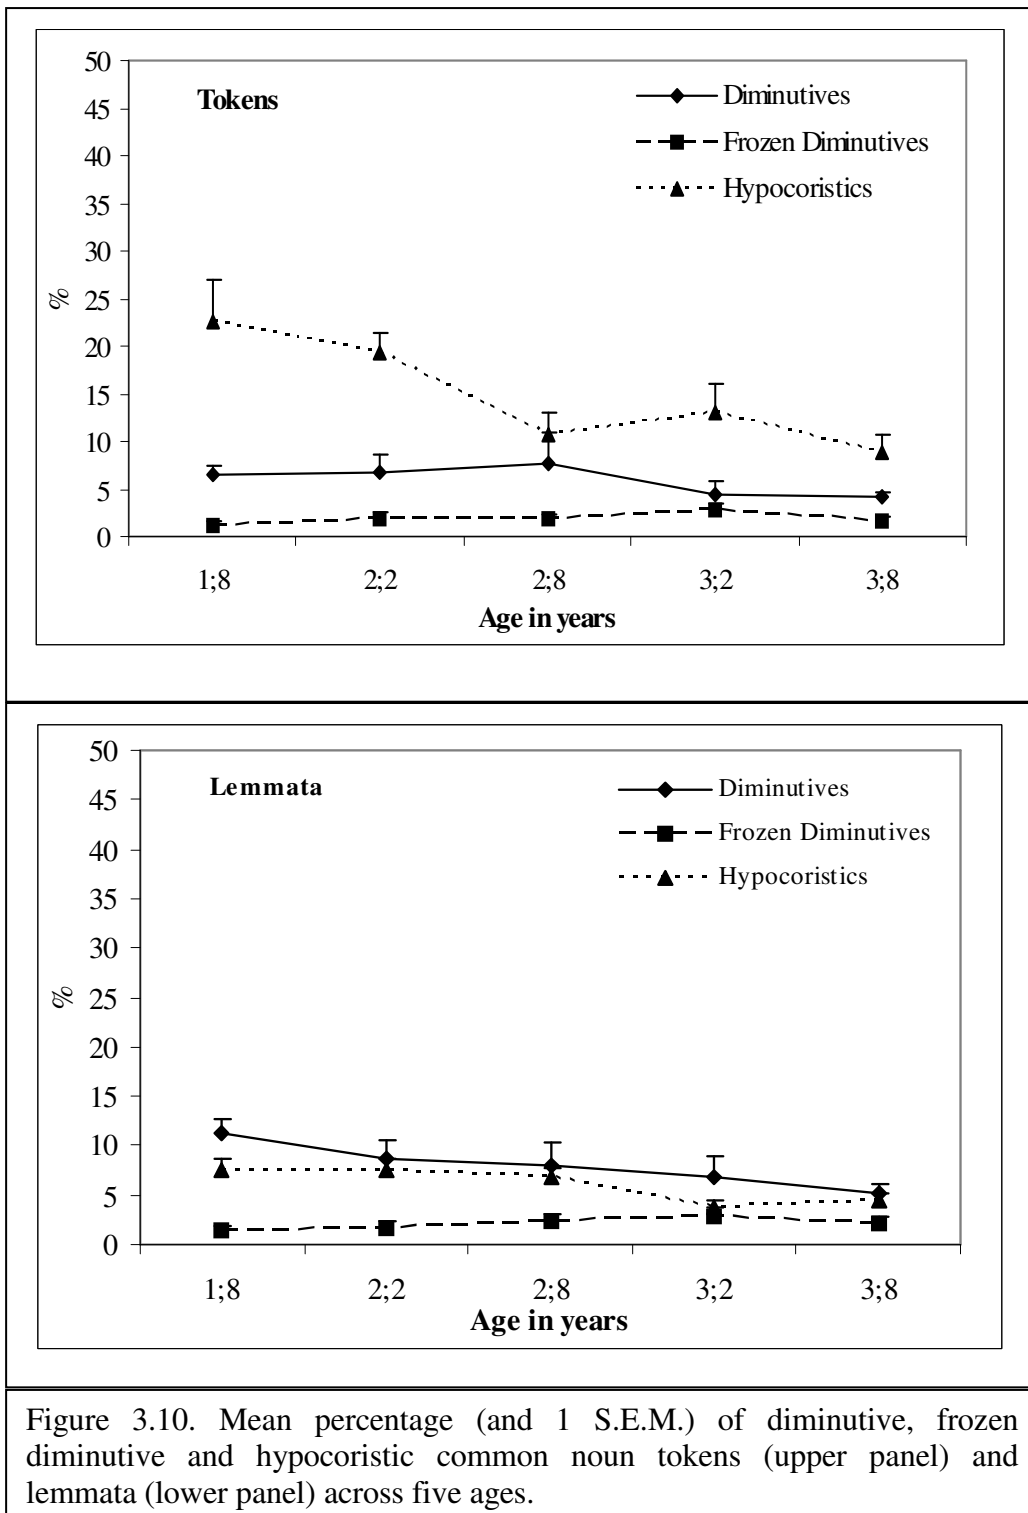 50
45
40
35
30
25
20
15
10
5
0
%
Tokens
Diminutives
Frozen Diminutives
Hypocoristics
1;8 2;2 2;8 3;2 3;8
Age in years
50
45
40
35
30
25
20
15
10
5
0
%
Lemmata
Diminutives
Frozen Diminutives
Hypocoristics
1;8 2;2 2;8 3;2 3;8
Age in years
Figure 3.10. Mean percentage (and 1 S.E.M.) of diminutive, frozen
diminutive and hypocoristic common noun tokens (upper panel) and
lemmata (lower panel) across five ages.